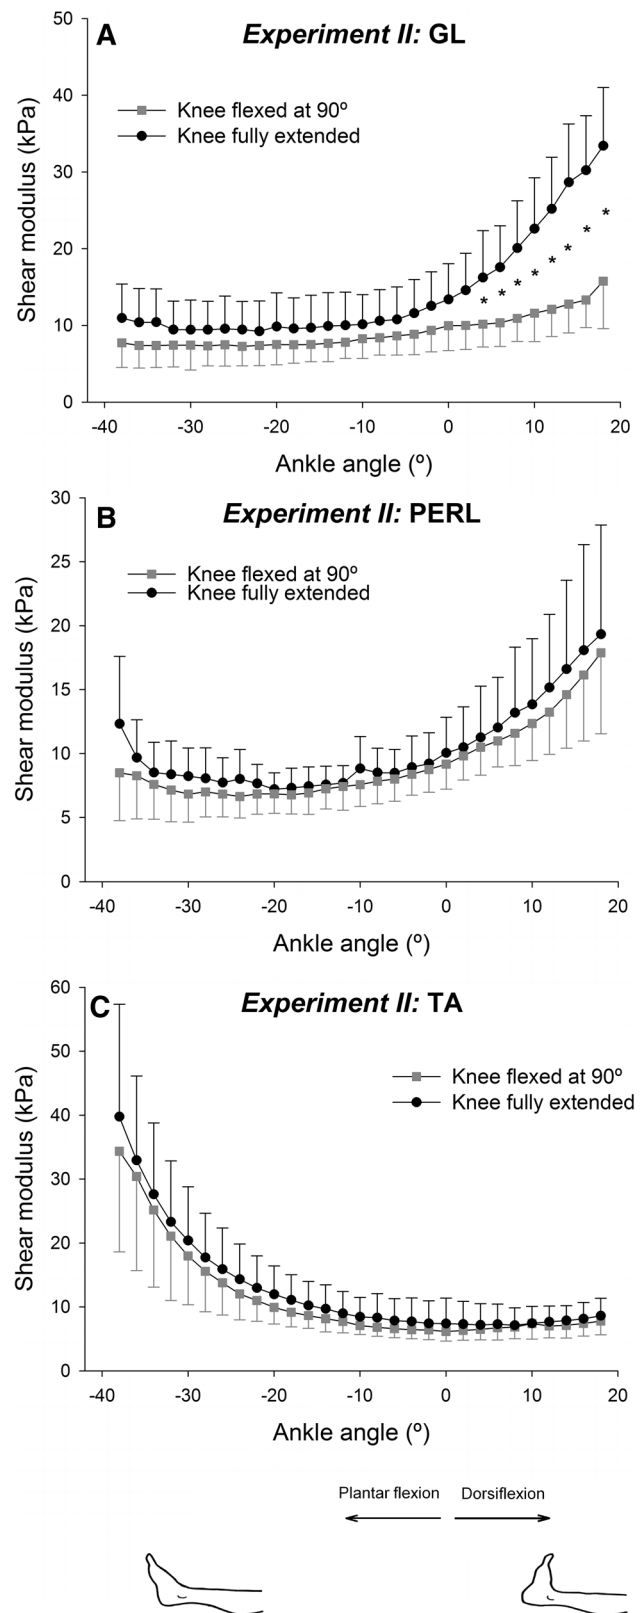 A
Experiment II: GL
50
40
30
20
10
0
Shear modulus (kPa)
Knee flexed at 90º
Knee fully extended
* * * * * * * *
-40 -30 -20 -10 0 10 20
Ankle angle (º)
B
Experiment II: PERL
30
25
20
15
10
5
0
Shear modulus (kPa)
Knee flexed at 90º
Knee fully extended
-40 -30 -20 -10 0 10 20
Ankle angle (º)
C
Experiment II: TA
60
50
40
30
20
10
0
Shear modulus (kPa)
Knee flexed at 90º
Knee fully extended
-40 -30 -20 -10 0 10 20
Ankle angle (º)
Plantar flexion Dorsiflexion